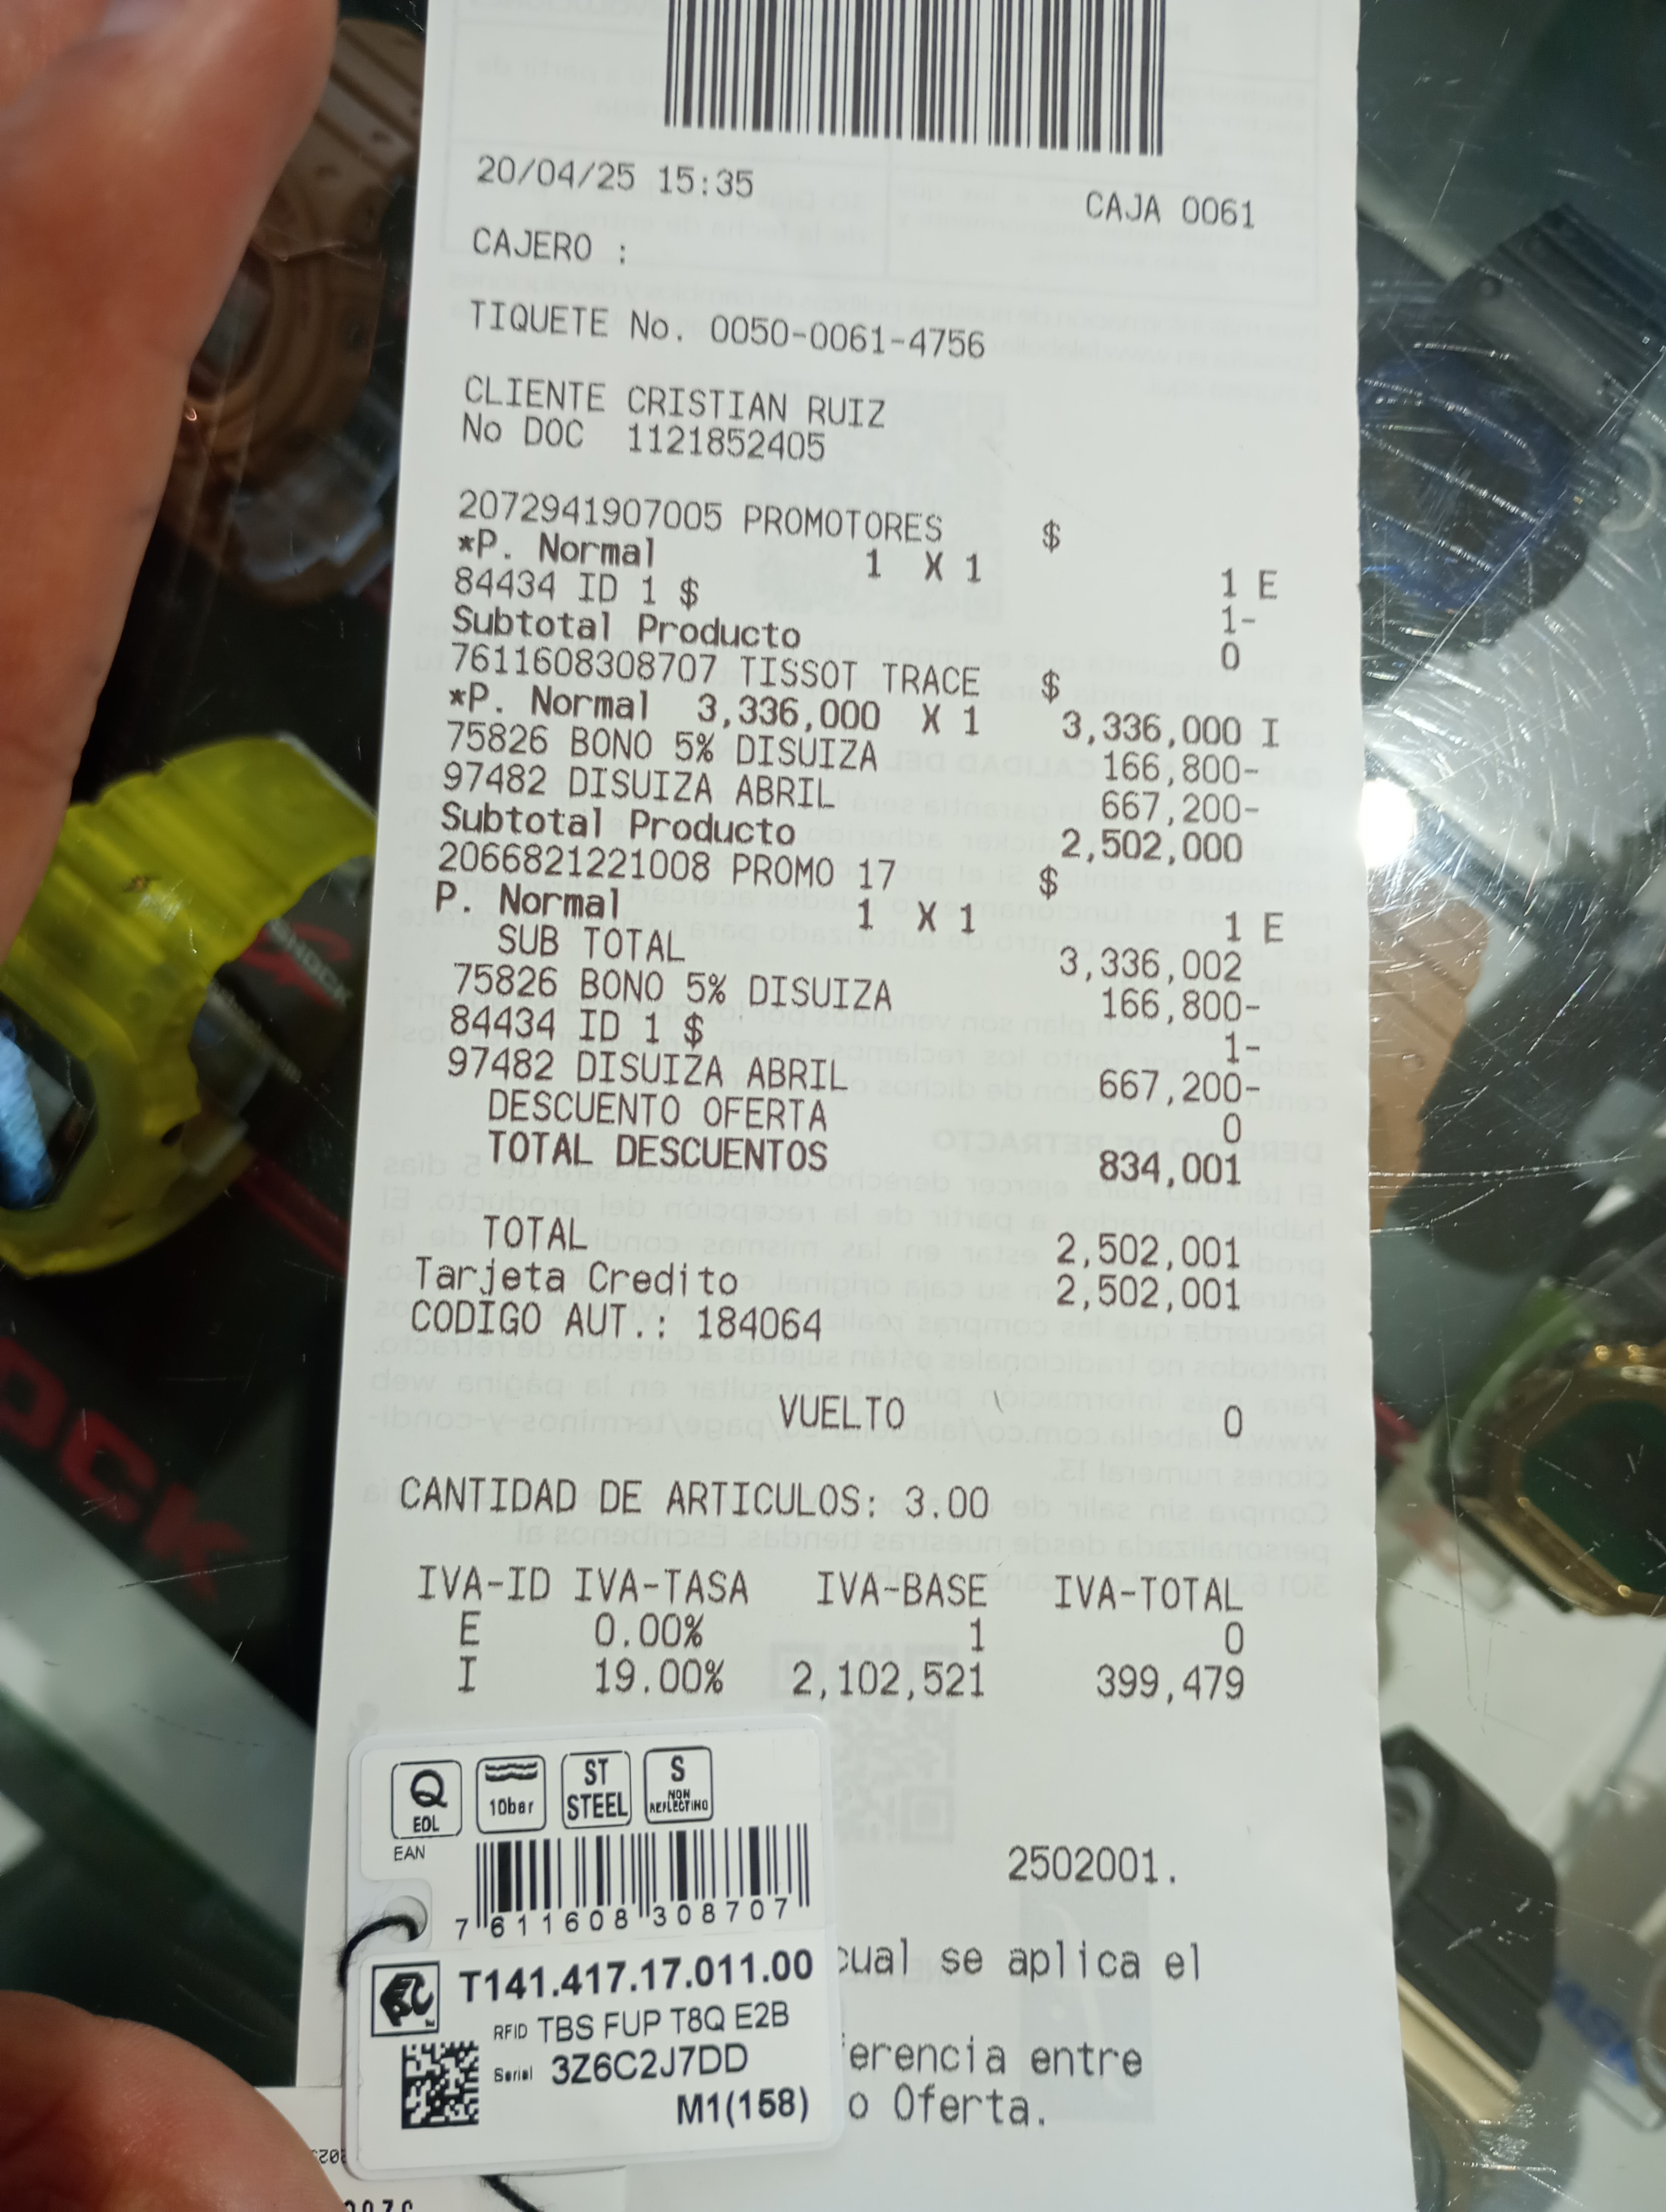 20/04/25 15:35 CAJA 0061
CAJERO :
TIQUETE No. 0050-0061-4756
CLIENTE CRISTIAN RUIZ
No DOC 1121852405
2072941907005 PROMOTORES $
*P. Normal 1 X 1 1 E
84434 ID 1 $ 1-
Subtotal Producto 0
7611608308707 TISSOT TRACE $
*P. Normal 3,336,000 X 1 3,336,000 I
75826 BONO 5% DISUIZA 166,800-
97482 DISUIZA ABRIL 667,200-
Subtotal Producto 2,502,000
2066821221008 PROMO 17 $
P. Normal 1 X 1 1 E
SUB TOTAL 3,336,002
75826 BONO 5% DISUIZA 166,800-
84434 ID 1 $ 1-
97482 DISUIZA ABRIL 667,200-
DESCUENTO OFERTA 0
TOTAL DESCUENTOS 834,001
TOTAL 2,502,001
Tarjeta Credito 2,502,001
CODIGO AUT.: 184064
VUELTO 0
CANTIDAD DE ARTICULOS: 3.00
IVA-ID IVA-TASA IVA-BASE IVA-TOTAL
E 0.00% 1 0
I 19.00% 2,102,521 399,479
2502001.
cual se aplica el
erencia entre
o Oferta.
Q EOL
10bar
ST STEEL
S NON REFLECTING
EAN
7 611608 308707
T141.417.17.011.00
RFID TBS FUP T8Q E2B
Serial 3Z6C2J7DD
M1(158)
SHOCK
OCK